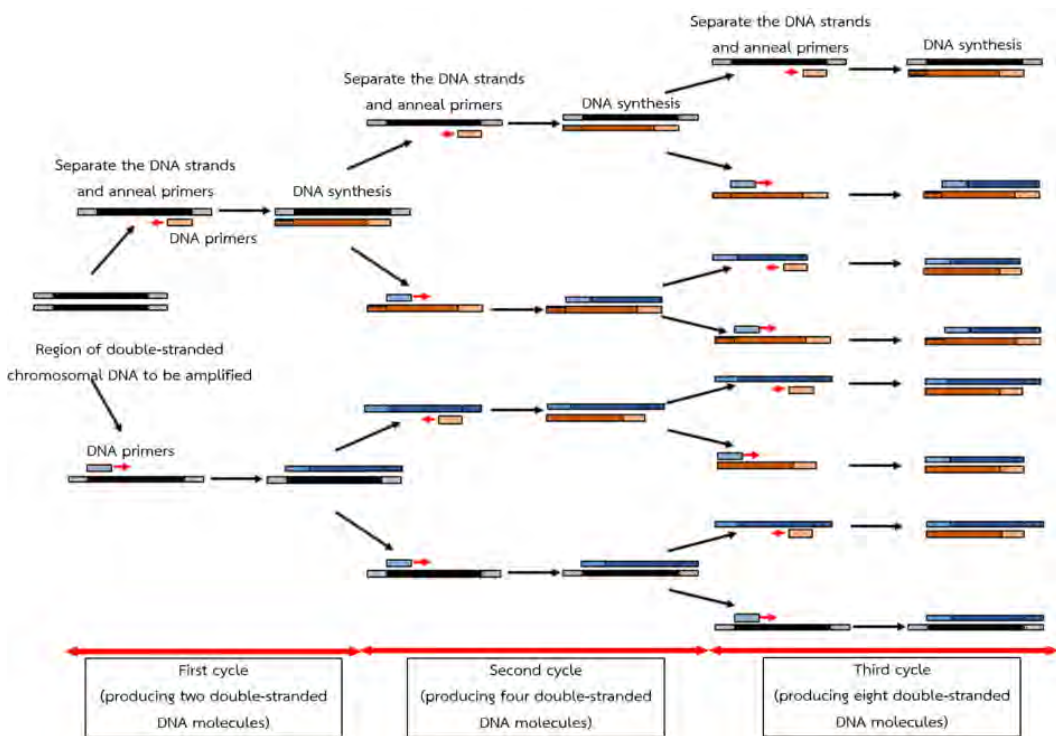 Separate the DNA strands
and anneal primers
DNA synthesis
Separate the DNA strands
and anneal primers
DNA synthesis
Separate the DNA strands
and anneal primers
DNA synthesis
DNA primers
Region of double-stranded
chromosomal DNA to be amplified
DNA primers
First cycle
(producing two double-stranded
DNA molecules)
Second cycle
(producing four double-stranded
DNA molecules)
Third cycle
(producing eight double-stranded
DNA molecules)